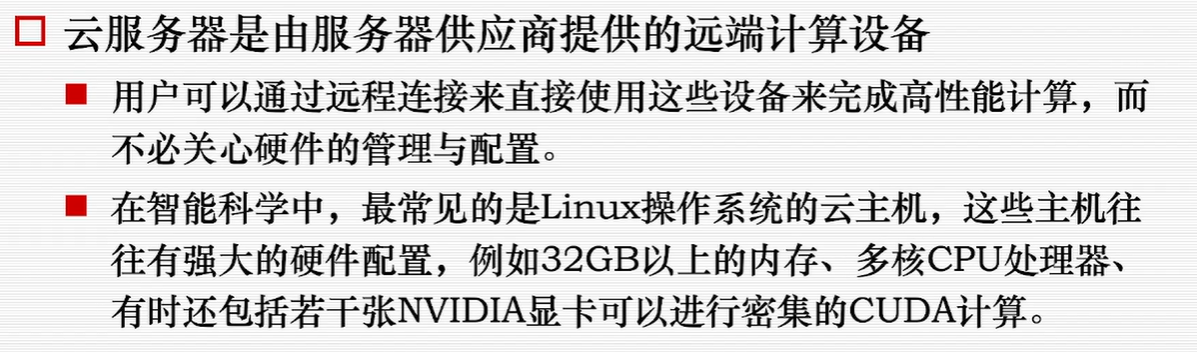 云服务器是由服务器供应商提供的远端计算设备
用户可以通过远程连接来直接使用这些设备来完成高性能计算，而
不必关心硬件的管理与配置。
在智能科学中，最常见的是Linux操作系统的云主机，这些主机往
往有强大的硬件配置，例如32GB以上的内存、多核CPU处理器、
有时还包括若干张NVIDIA显卡可以进行密集的CUDA计算。